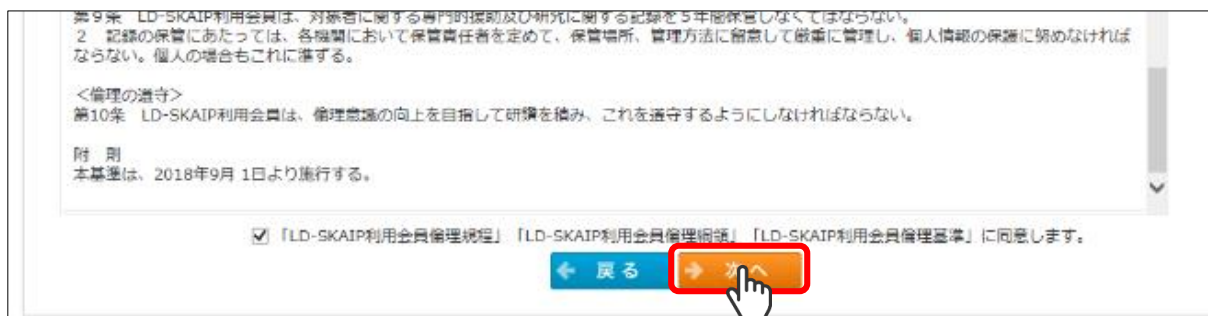 第9条 LD-SKAIP利用会員は、対象者に関する専門的援助及び研究に関する記録を5年間保管しなくてはならない。
2 記録の保管にあたっては、各機関において保管責任者を定めて、保管場所、管理方法に留意して厳重に管理し、個人情報の保護に努めなければ
ならない。個人の場合もこれに準ずる。
<倫理の遵守>
第10条 LD-SKAIP利用会員は、倫理意識の向上を目指して研鑽を積み、これを遵守するようにしなければならない。
附 則
本基準は、2018年9月 1日より施行する。
「LD-SKAIP利用会員倫理規程」「LD-SKAIP利用会員倫理綱領」「LD-SKAIP利用会員倫理基準」に同意します。
戻る
次へ